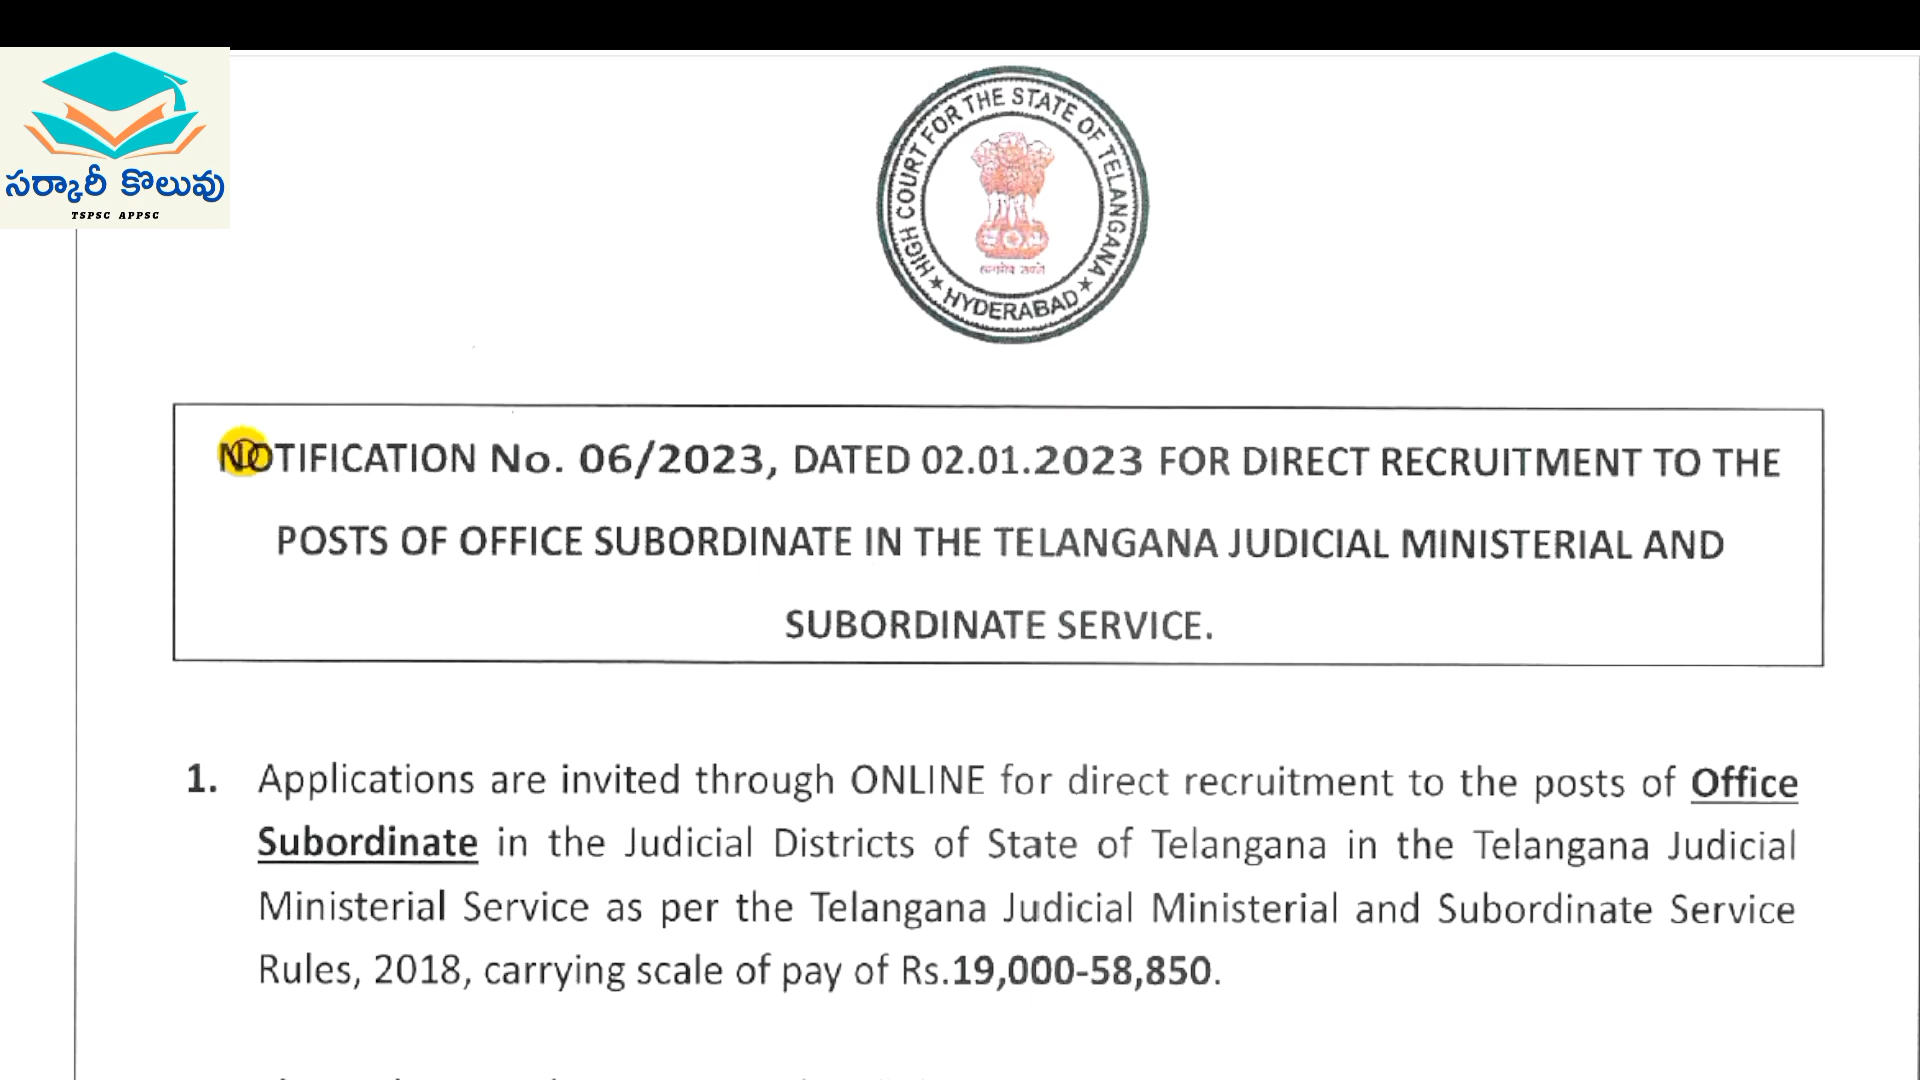 సర్కారీ కొలువు
TSPSC APPSC
HIGH COURT FOR THE STATE OF TELANGANA
★ HYDERABAD ★
सत्यमेव जयते
NOTIFICATION No. 06/2023, DATED 02.01.2023 FOR DIRECT RECRUITMENT TO THE
POSTS OF OFFICE SUBORDINATE IN THE TELANGANA JUDICIAL MINISTERIAL AND
SUBORDINATE SERVICE.
1. Applications are invited through ONLINE for direct recruitment to the posts of Office
Subordinate in the Judicial Districts of State of Telangana in the Telangana Judicial
Ministerial Service as per the Telangana Judicial Ministerial and Subordinate Service
Rules, 2018, carrying scale of pay of Rs.19,000-58,850.